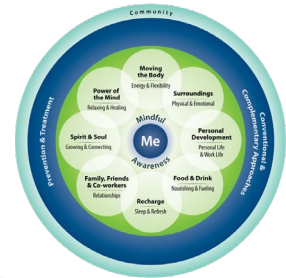 Community
Moving
the Body
Energy & Flexibility
Power of
the Mind
Relaxing & Healing
Surroundings
Physical & Emotional
Mindful
Me
Awareness
Spirit & Soul
Growing & Connecting
Personal
Development
Personal Life
& Work Life
Family, Friends
& Co-workers
Relationships
Food & Drink
Nourishing & Fueling
Recharge
Sleep & Refresh
Prevention & Treatment
Conventional &
Complementary Approaches